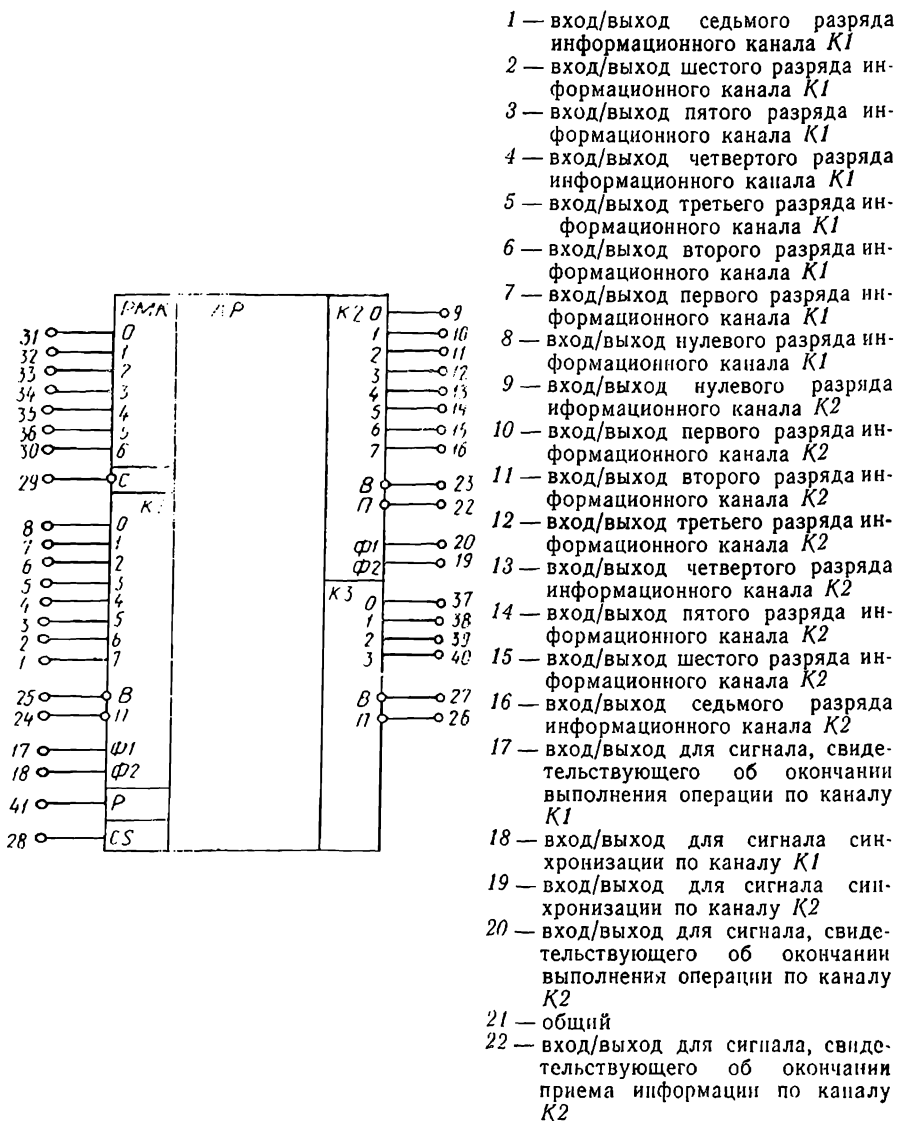 РМК АР К2 0 9
31 0 1 10
32 1 2 11
33 2 3 12
34 3 4 13
35 4 5 14
36 5 6 15
30 6 7 16
29 С В 23
П 22
К1
8 0 Ф1 20
7 1 Ф2 19
6 2
5 3 К3 0 37
4 4 1 38
3 5 2 39
2 6 3 40
1 7
25 В В 27
24 П П 26
17 Ф1
18 Ф2
41 Р
28 CS
1 — вход/выход седьмого разряда
информационного канала К1
2 — вход/выход шестого разряда ин-
формационного канала К1
3 — вход/выход пятого разряда ин-
формационного канала К1
4 — вход/выход четвертого разряда
информационного канала К1
5 — вход/выход третьего разряда ин-
формационного канала К1
6 — вход/выход второго разряда ин-
формационного канала К1
7 — вход/выход первого разряда ин-
формационного канала К1
8 — вход/выход нулевого разряда ин-
формационного канала К1
9 — вход/выход нулевого разряда
иформационного канала К2
10 — вход/выход первого разряда ин-
формационного канала К2
11 — вход/выход второго разряда ин-
формационного канала К2
12 — вход/выход третьего разряда ин-
формационного канала К2
13 — вход/выход четвертого разряда
информационного канала К2
14 — вход/выход пятого разряда ин-
формационного канала К2
15 — вход/выход шестого разряда ин-
формационного канала К2
16 — вход/выход седьмого разряда
информационного канала К2
17 — вход/выход для сигнала, свиде-
тельствующего об окончании
выполнения операции по каналу
К1
18 — вход/выход для сигнала син-
хронизации по каналу К1
19 — вход/выход для сигнала син-
хронизации по каналу К2
20 — вход/выход для сигнала, свиде-
тельствующего об окончании
выполнения операции по каналу
К2
21 — общий
22 — вход/выход для сигнала, свиде-
тельствующего об окончании
приема информации по каналу
К2